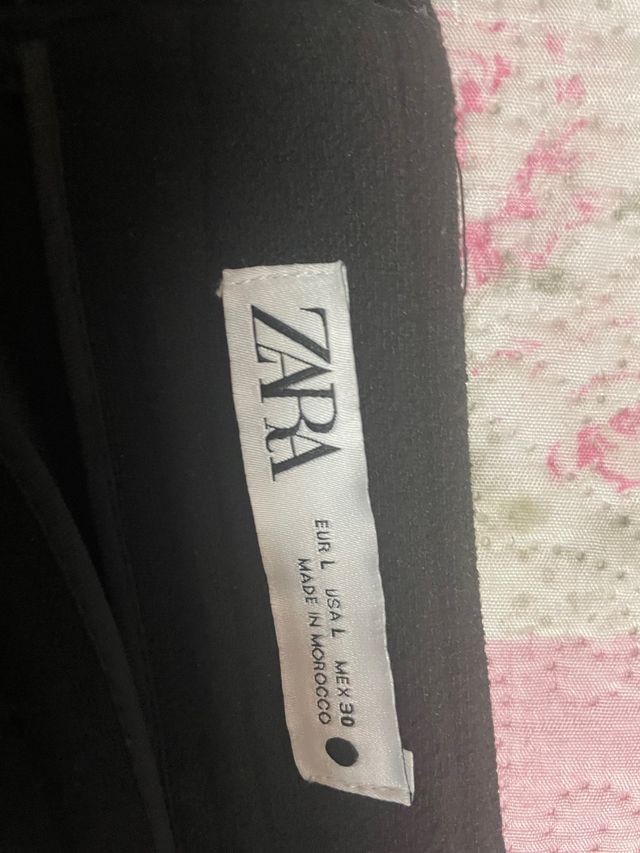 ZARA
EUR L USA L MEX 30
MADE IN MOROCCO